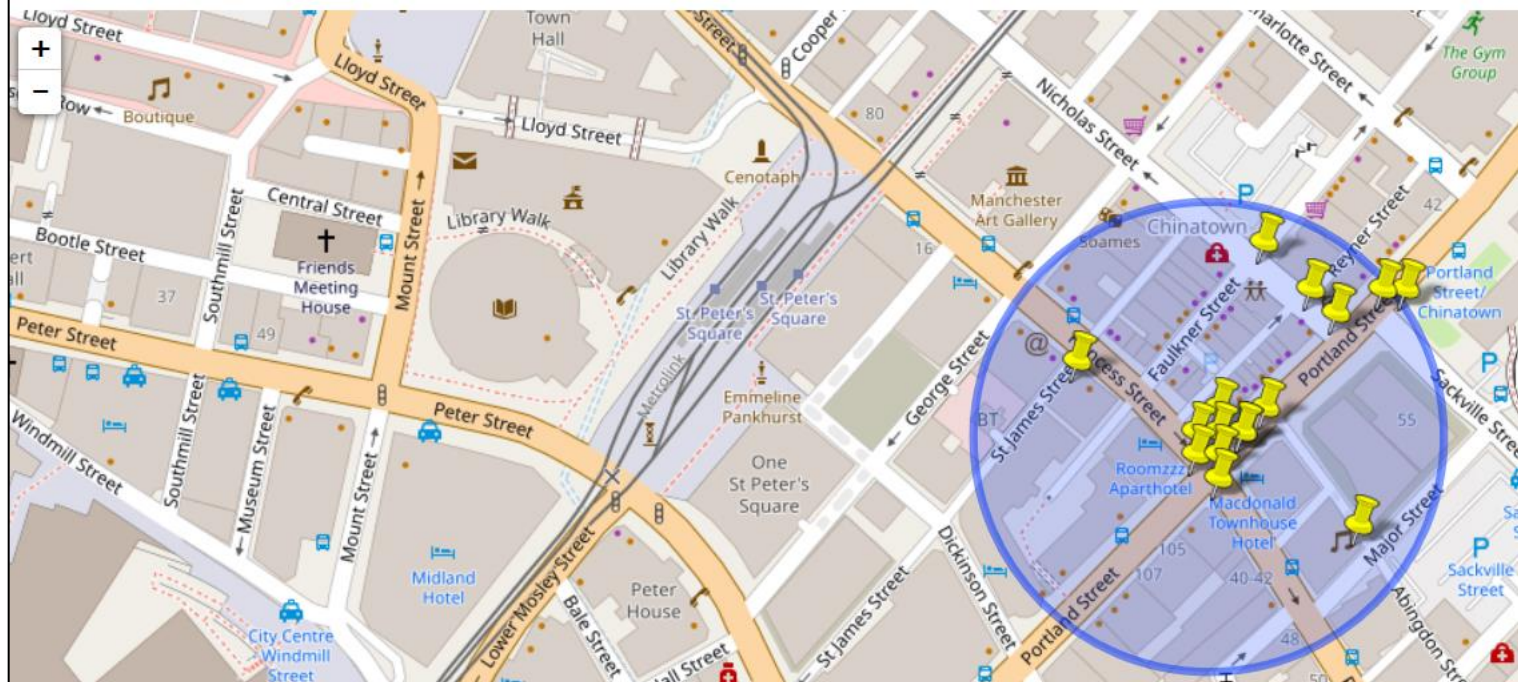 +
−
Lloyd Street
Town
Hall
Street
Cooper
Charlotte Street
The Gym
Group
Lloyd Street
Boutique
Row
Lloyd Street
80
Nicholas Street
Cenotaph
Manchester
Art Gallery
Central Street
Library Walk
Library Walk
Bootle Street
Friends
Meeting
House
Mount Street
Southmill Street
37
49
16
Soames
Chinatown
P
Reyner Street
42
Portland
Street/
Chinatown
St. Peter's
Square
St. Peter's
Square
Peter Street
Metrolink
Emmeline
Pankhurst
George Street
@
Princess Street
Faulkner Street
P
Portland Street
P
Sackville Street
St James Street
BT
55
Peter Street
Windmill Street
Southmill Street
Museum Street
Mount Street
One
St Peter's
Square
Roomzzz
Aparthotel
Macdonald
Townhouse
Hotel
Major Street
P
Sackville
Street
Midland
Hotel
Lower Mosley Street
Bale Street
Peter
House
Dickinson Street
St James Street
Portland Street
105
107
40-42
48
Abingdon Street
City Centre
Windmill
Street